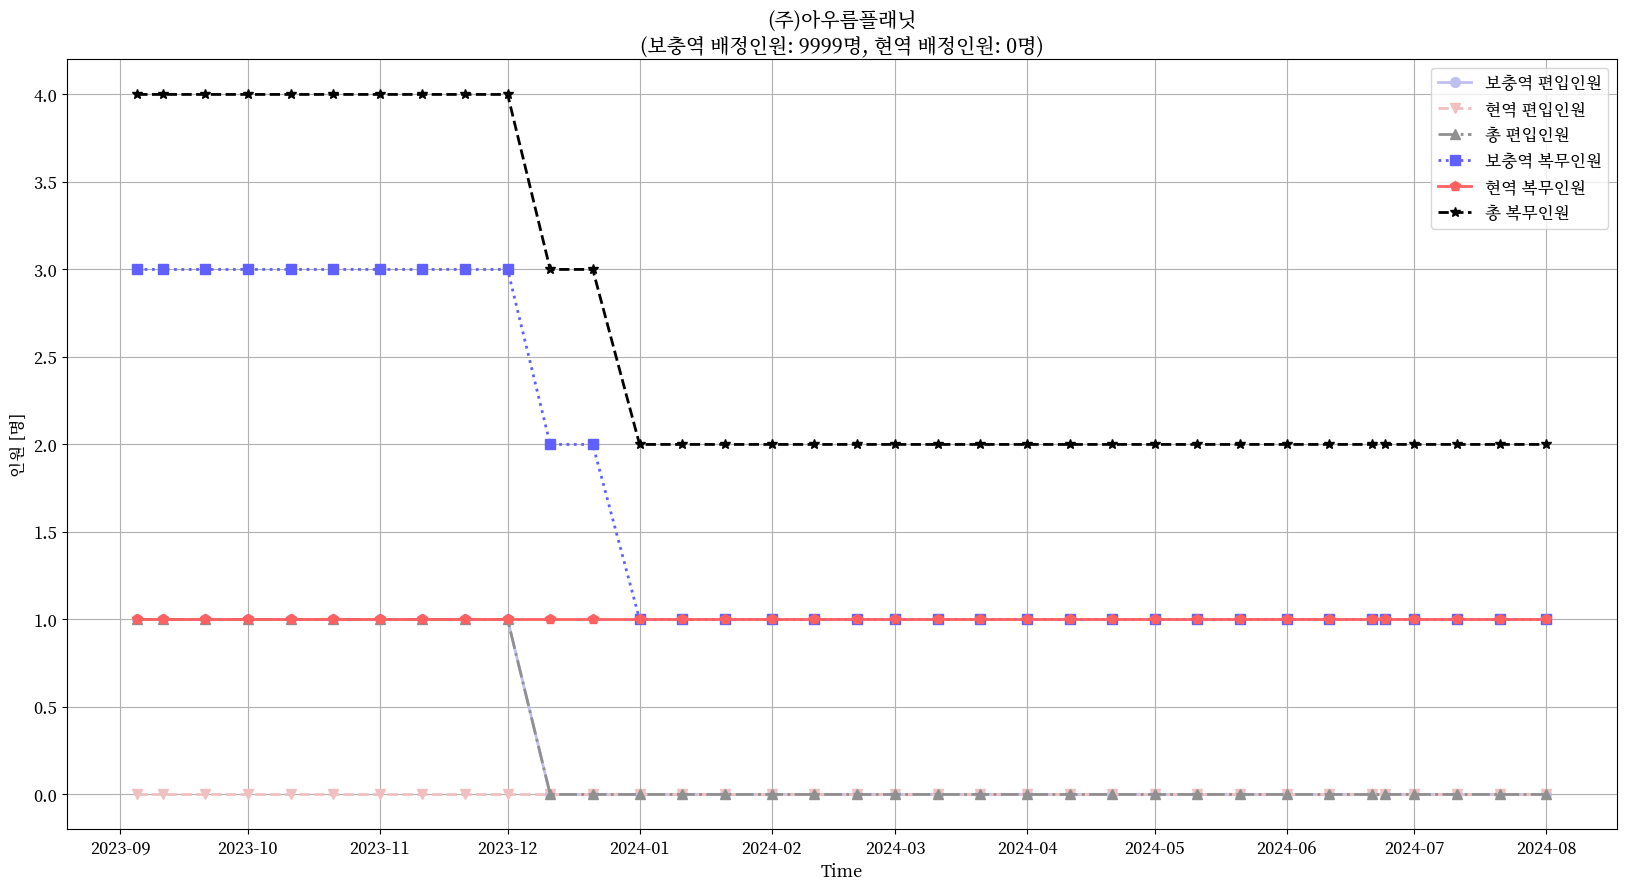 (주)아우름플래닛
(보충역 배정인원: 9999명, 현역 배정인원: 0명)
보충역 편입인원
현역 편입인원
총 편입인원
보충역 복무인원
현역 복무인원
총 복무인원
인원 [명]
4.0
3.5
3.0
2.5
2.0
1.5
1.0
0.5
0.0
2023-09 2023-10 2023-11 2023-12 2024-01 2024-02 2024-03 2024-04 2024-05 2024-06 2024-07 2024-08
Time